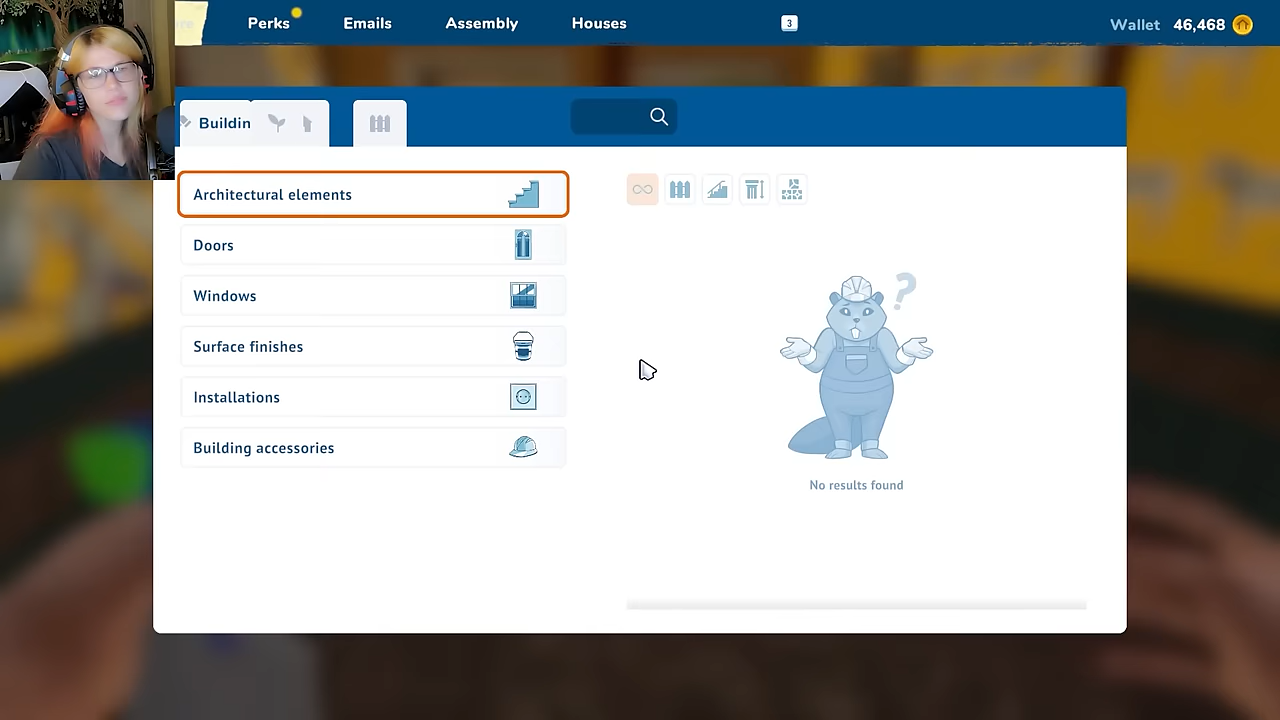 Perks
Emails
Assembly
Houses
3
Wallet 46,468
Buildin
Architectural elements
Doors
Windows
Surface finishes
Installations
Building accessories
?
No results found